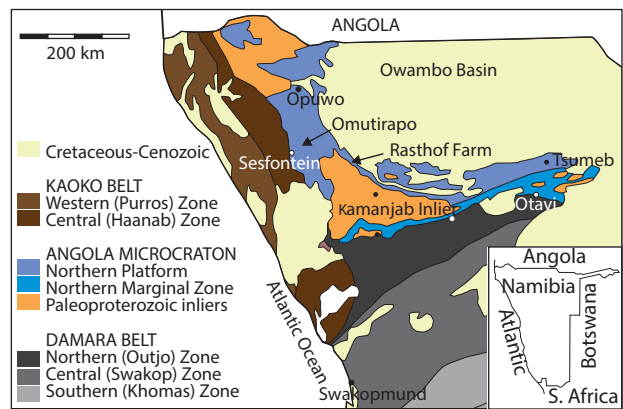 ANGOLA
200 km
Owambo Basin
Opuwo
Omutirapo
Rasthof Farm
Sesfontein
Tsumeb
Kamanjab Inlier
Otavi
Cretaceous-Cenozoic
KAOKO BELT
Western (Purros) Zone
Central (Haanab) Zone
ANGOLA MICROCRATON
Northern Platform
Northern Marginal Zone
Paleoproterozoic inliers
DAMARA BELT
Northern (Outjo) Zone
Central (Swakop) Zone
Southern (Khomas) Zone
Atlantic Ocean
Swakopmund
Angola
Namibia
Atlantic
Botswana
S. Africa